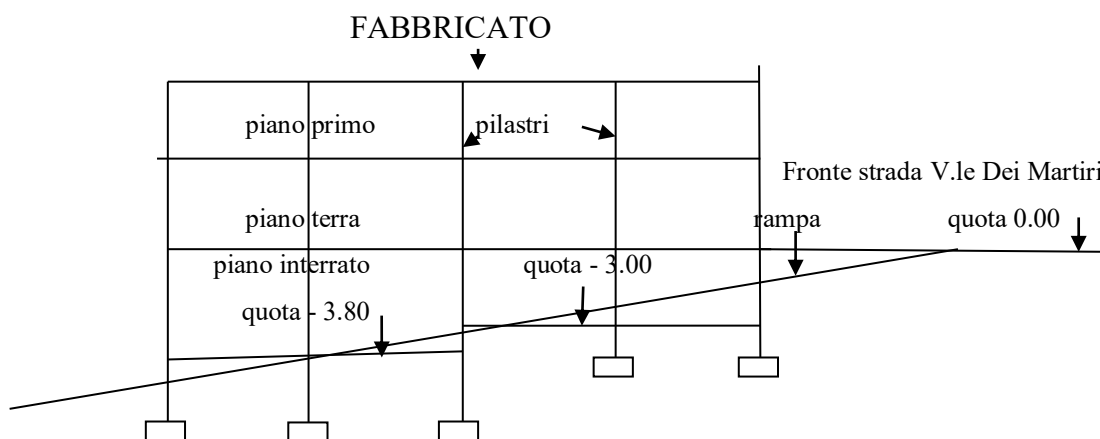 FABBRICATO
piano primo
pilastri
Fronte strada V.le Dei Martiri
piano terra
rampa
quota 0.00
piano interrato
quota - 3.00
quota - 3.80